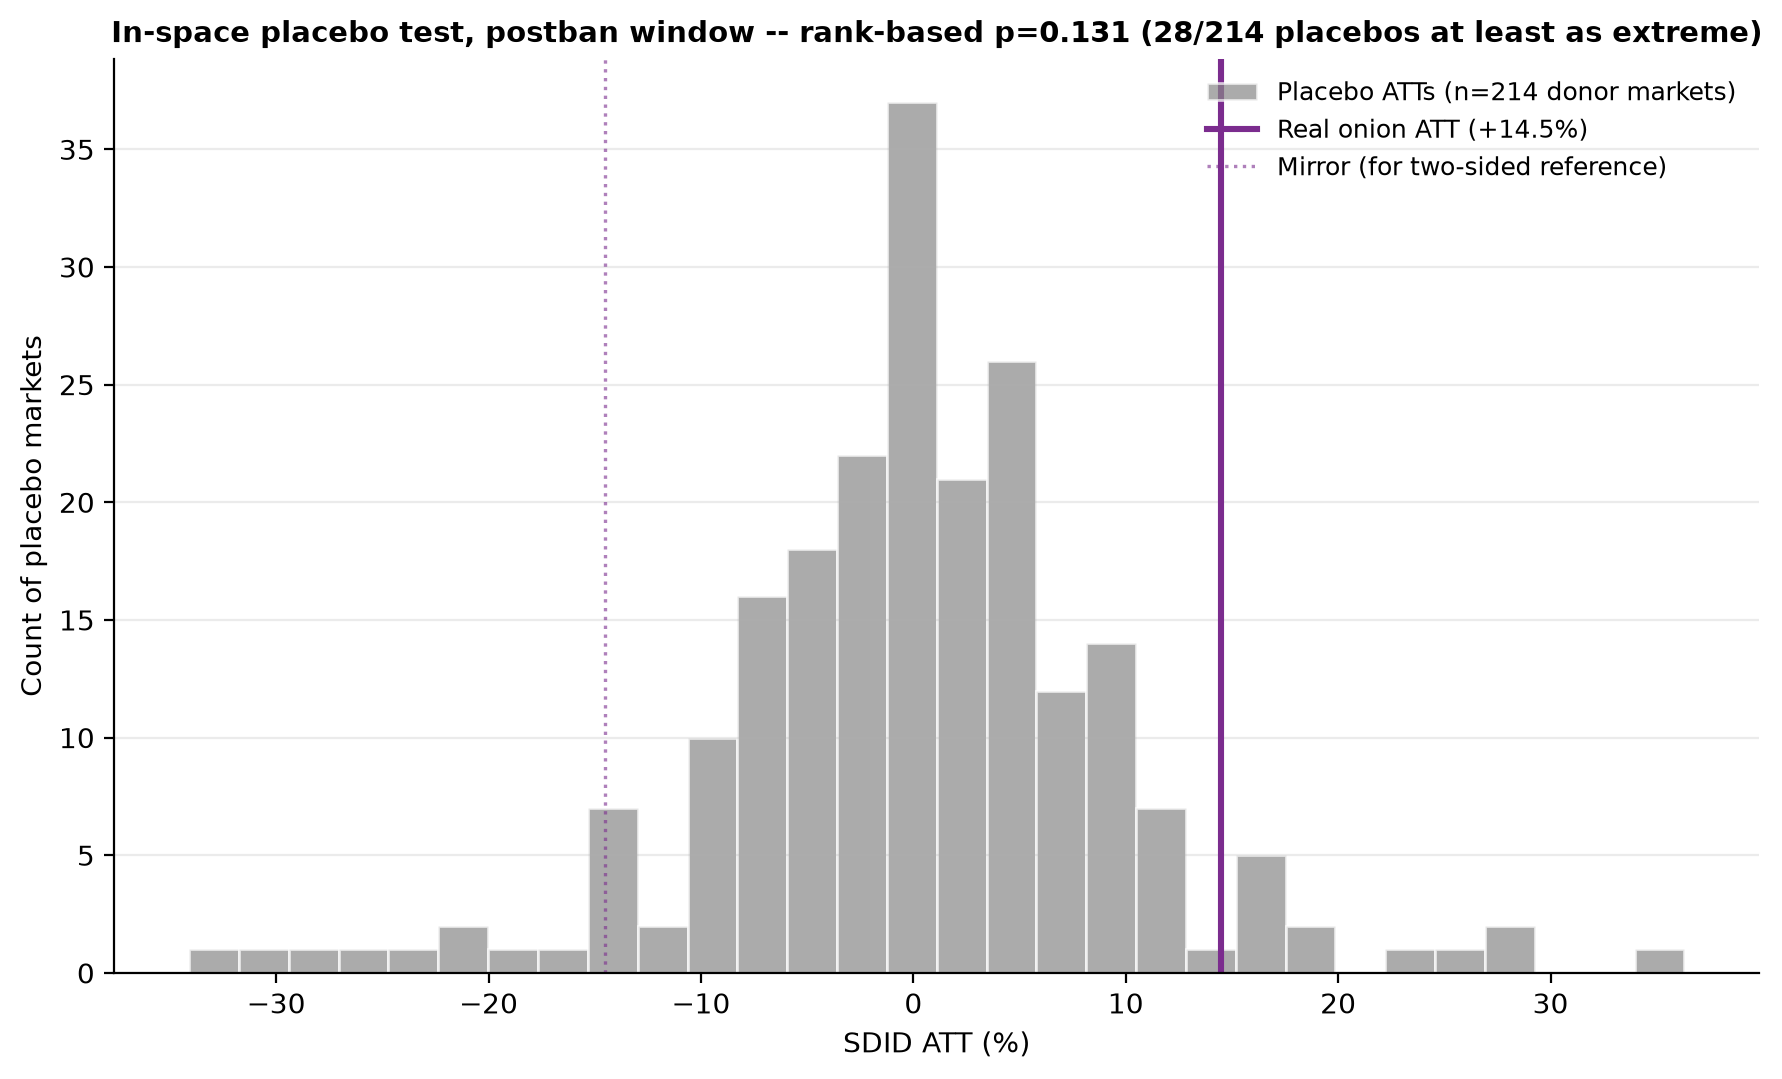 In-space placebo test, postban window -- rank-based p=0.131 (28/214 placebos at least as extreme)
Placebo ATTs (n=214 donor markets)
Real onion ATT (+14.5%)
Mirror (for two-sided reference)
Count of placebo markets
35
30
25
20
15
10
5
0
−30 −20 −10 0 10 20 30
SDID ATT (%)